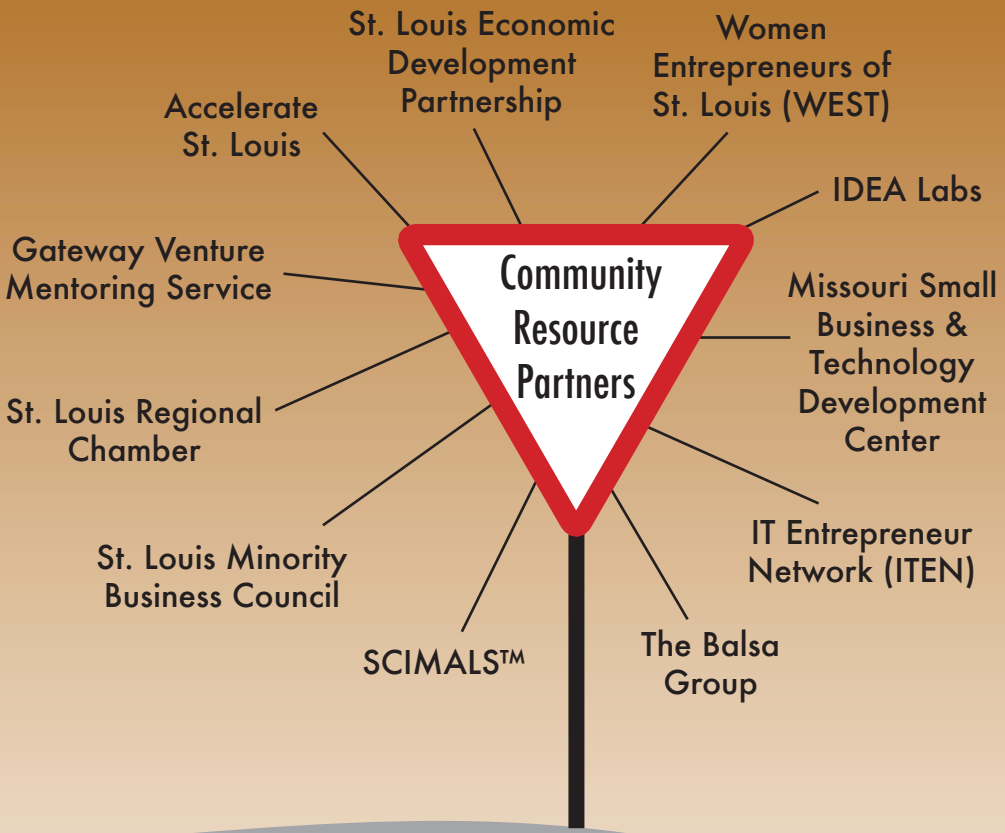 St. Louis Economic
Development
Partnership
Women
Entrepreneurs of
St. Louis (WEST)
Accelerate
St. Louis
IDEA Labs
Gateway Venture
Mentoring Service
Community
Resource
Partners
Missouri Small
Business &
Technology
Development
Center
St. Louis Regional
Chamber
IT Entrepreneur
Network (ITEN)
St. Louis Minority
Business Council
SCIMALS™
The Balsa
Group